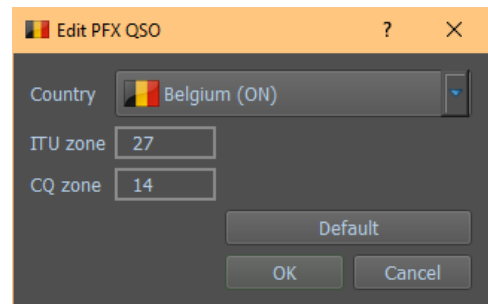 Edit PFX QSO ? ×
Country Belgium (ON)
ITU zone 27
CQ zone 14
Default
OK Cancel